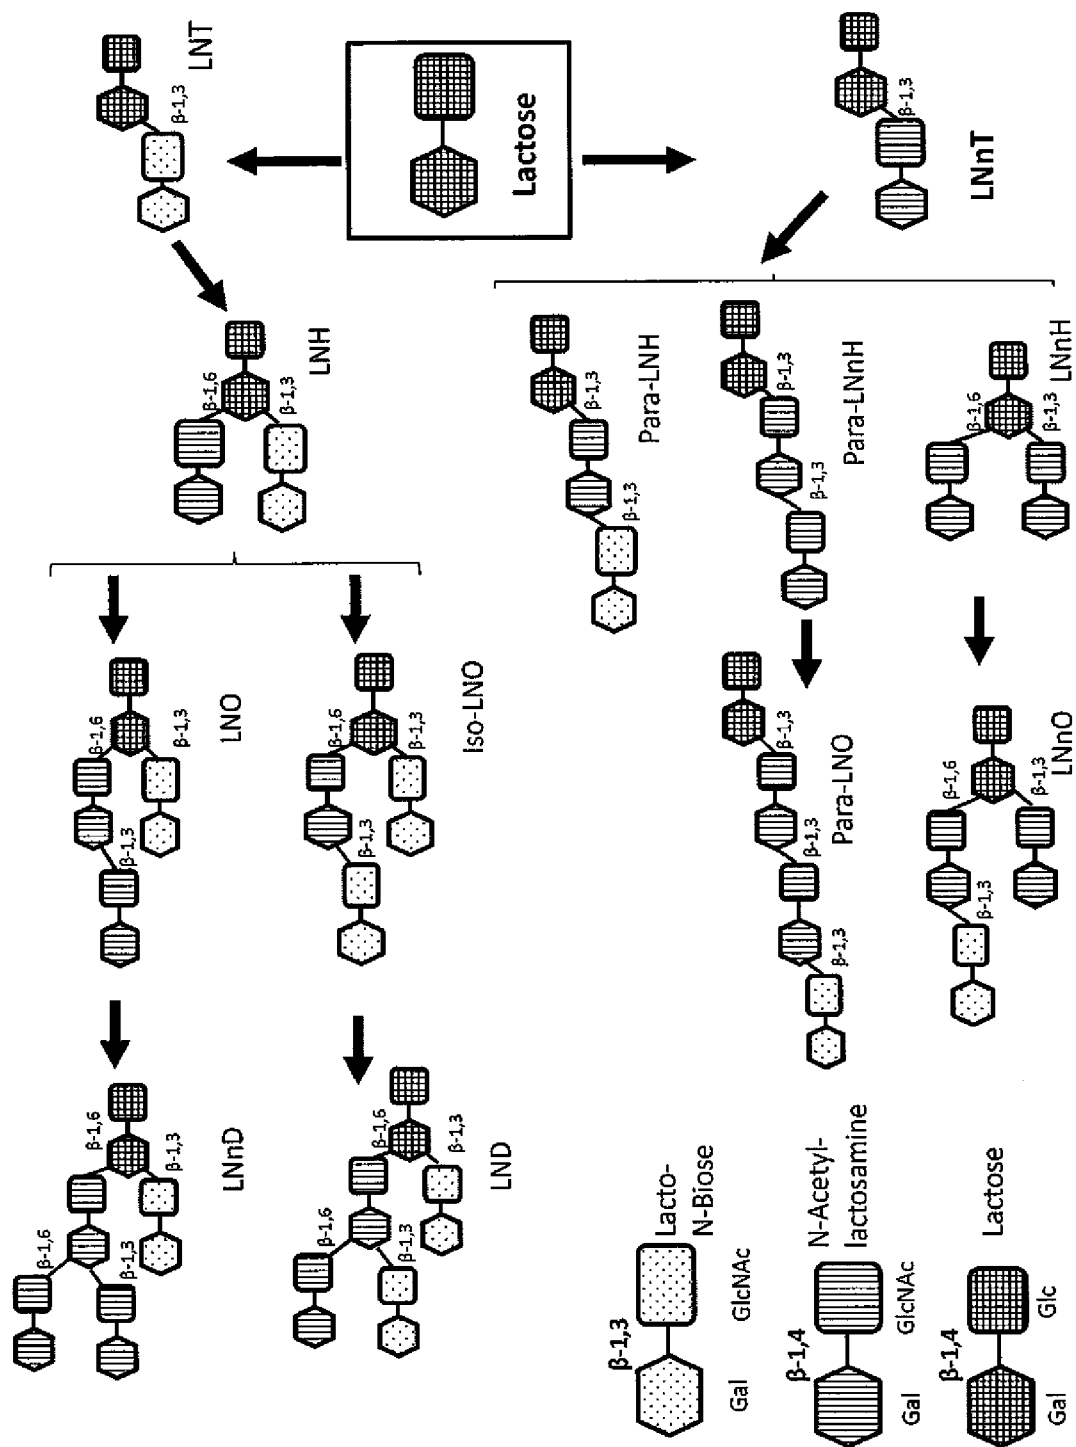 LNT
β-1,3
Lactose
β-1,3
LNnT
β-1,6
β-1,3
LNH
β-1,3
β-1,3
Para-LNH
β-1,3
β-1,3
Para-LNnH
β-1,6
β-1,3
LNnH
β-1,6
β-1,3
β-1,3
LNO
β-1,6
β-1,3
β-1,3
Iso-LNO
β-1,3
β-1,3
β-1,3
Para-LNO
β-1,6
β-1,3
β-1,3
LNnO
β-1,6
β-1,3
β-1,6
β-1,3
LNnD
β-1,6
β-1,3
β-1,6
β-1,3
LND
β-1,3
Gal
GlcNAc
Lacto-
N-Biose
β-1,4
Gal
GlcNAc
N-Acetyl-
lactosamine
β-1,4
Gal
Glc
Lactose